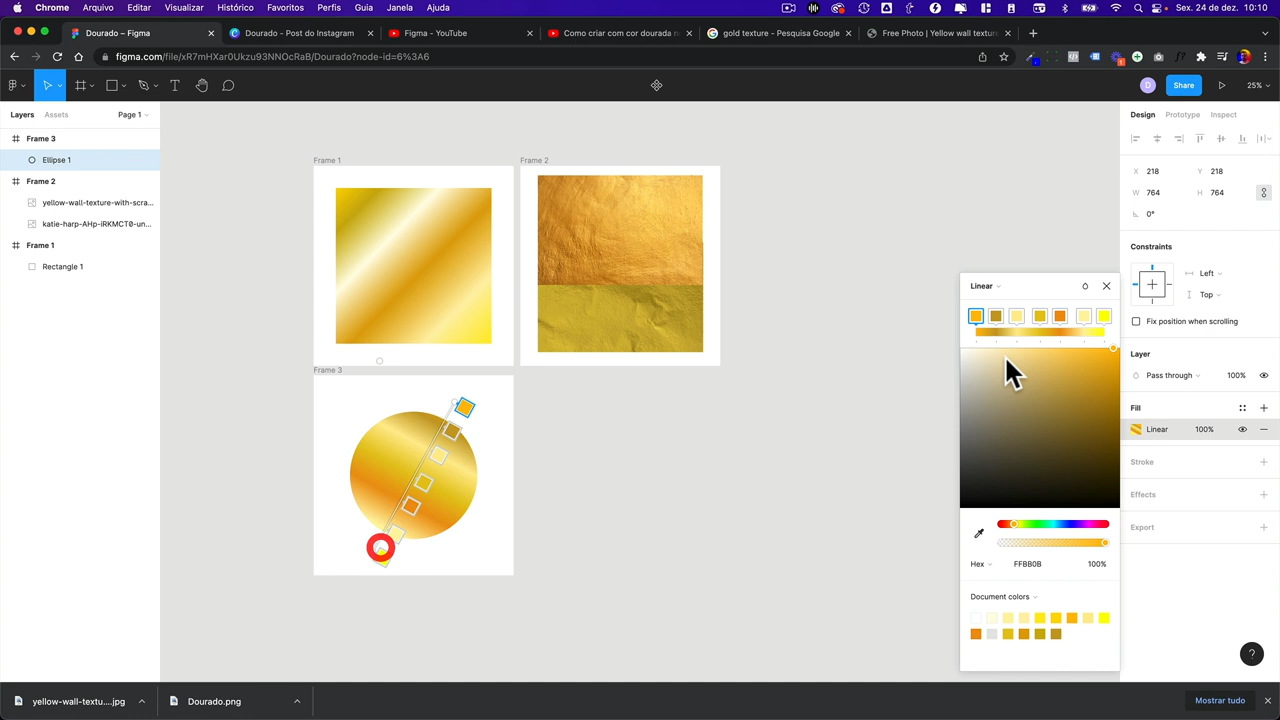 Chrome Arquivo Editar Visualizar Histórico Favoritos Perfis Guia Janela Ajuda Sex. 24 de dez. 10:10
Dourado – Figma
Dourado - Post do Instagram
Figma - YouTube
Como criar com cor dourada n
gold texture - Pesquisa Google
Free Photo | Yellow wall textur
figma.com/file/xR7mHXar0Ukzu93NNOcRaB/Dourado?node-id=6%3A6
D Share 25%
Layers Assets Page 1
Frame 3
Ellipse 1
Frame 2
yellow-wall-texture-with-scra...
katie-harp-AHp-iRKMCT0-un...
Frame 1
Rectangle 1
Frame 1
Frame 2
Frame 3
Linear
Hex FFBB0B 100%
Document colors
Design Prototype Inspect
X 218 Y 218
W 764 H 764
0°
Constraints
Left
Top
Fix position when scrolling
Layer
Pass through 100%
Fill
Linear 100%
Stroke
Effects
Export
?
yellow-wall-textu....jpg
Dourado.png
Mostrar tudo